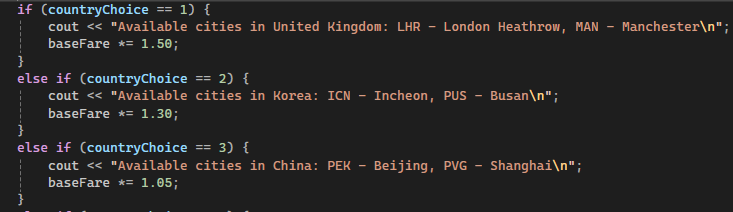 if (countryChoice == 1) {
    cout << "Available cities in United Kingdom: LHR - London Heathrow, MAN - Manchester\n";
    baseFare *= 1.50;
}
else if (countryChoice == 2) {
    cout << "Available cities in Korea: ICN - Incheon, PUS - Busan\n";
    baseFare *= 1.30;
}
else if (countryChoice == 3) {
    cout << "Available cities in China: PEK - Beijing, PVG - Shanghai\n";
    baseFare *= 1.05;
}